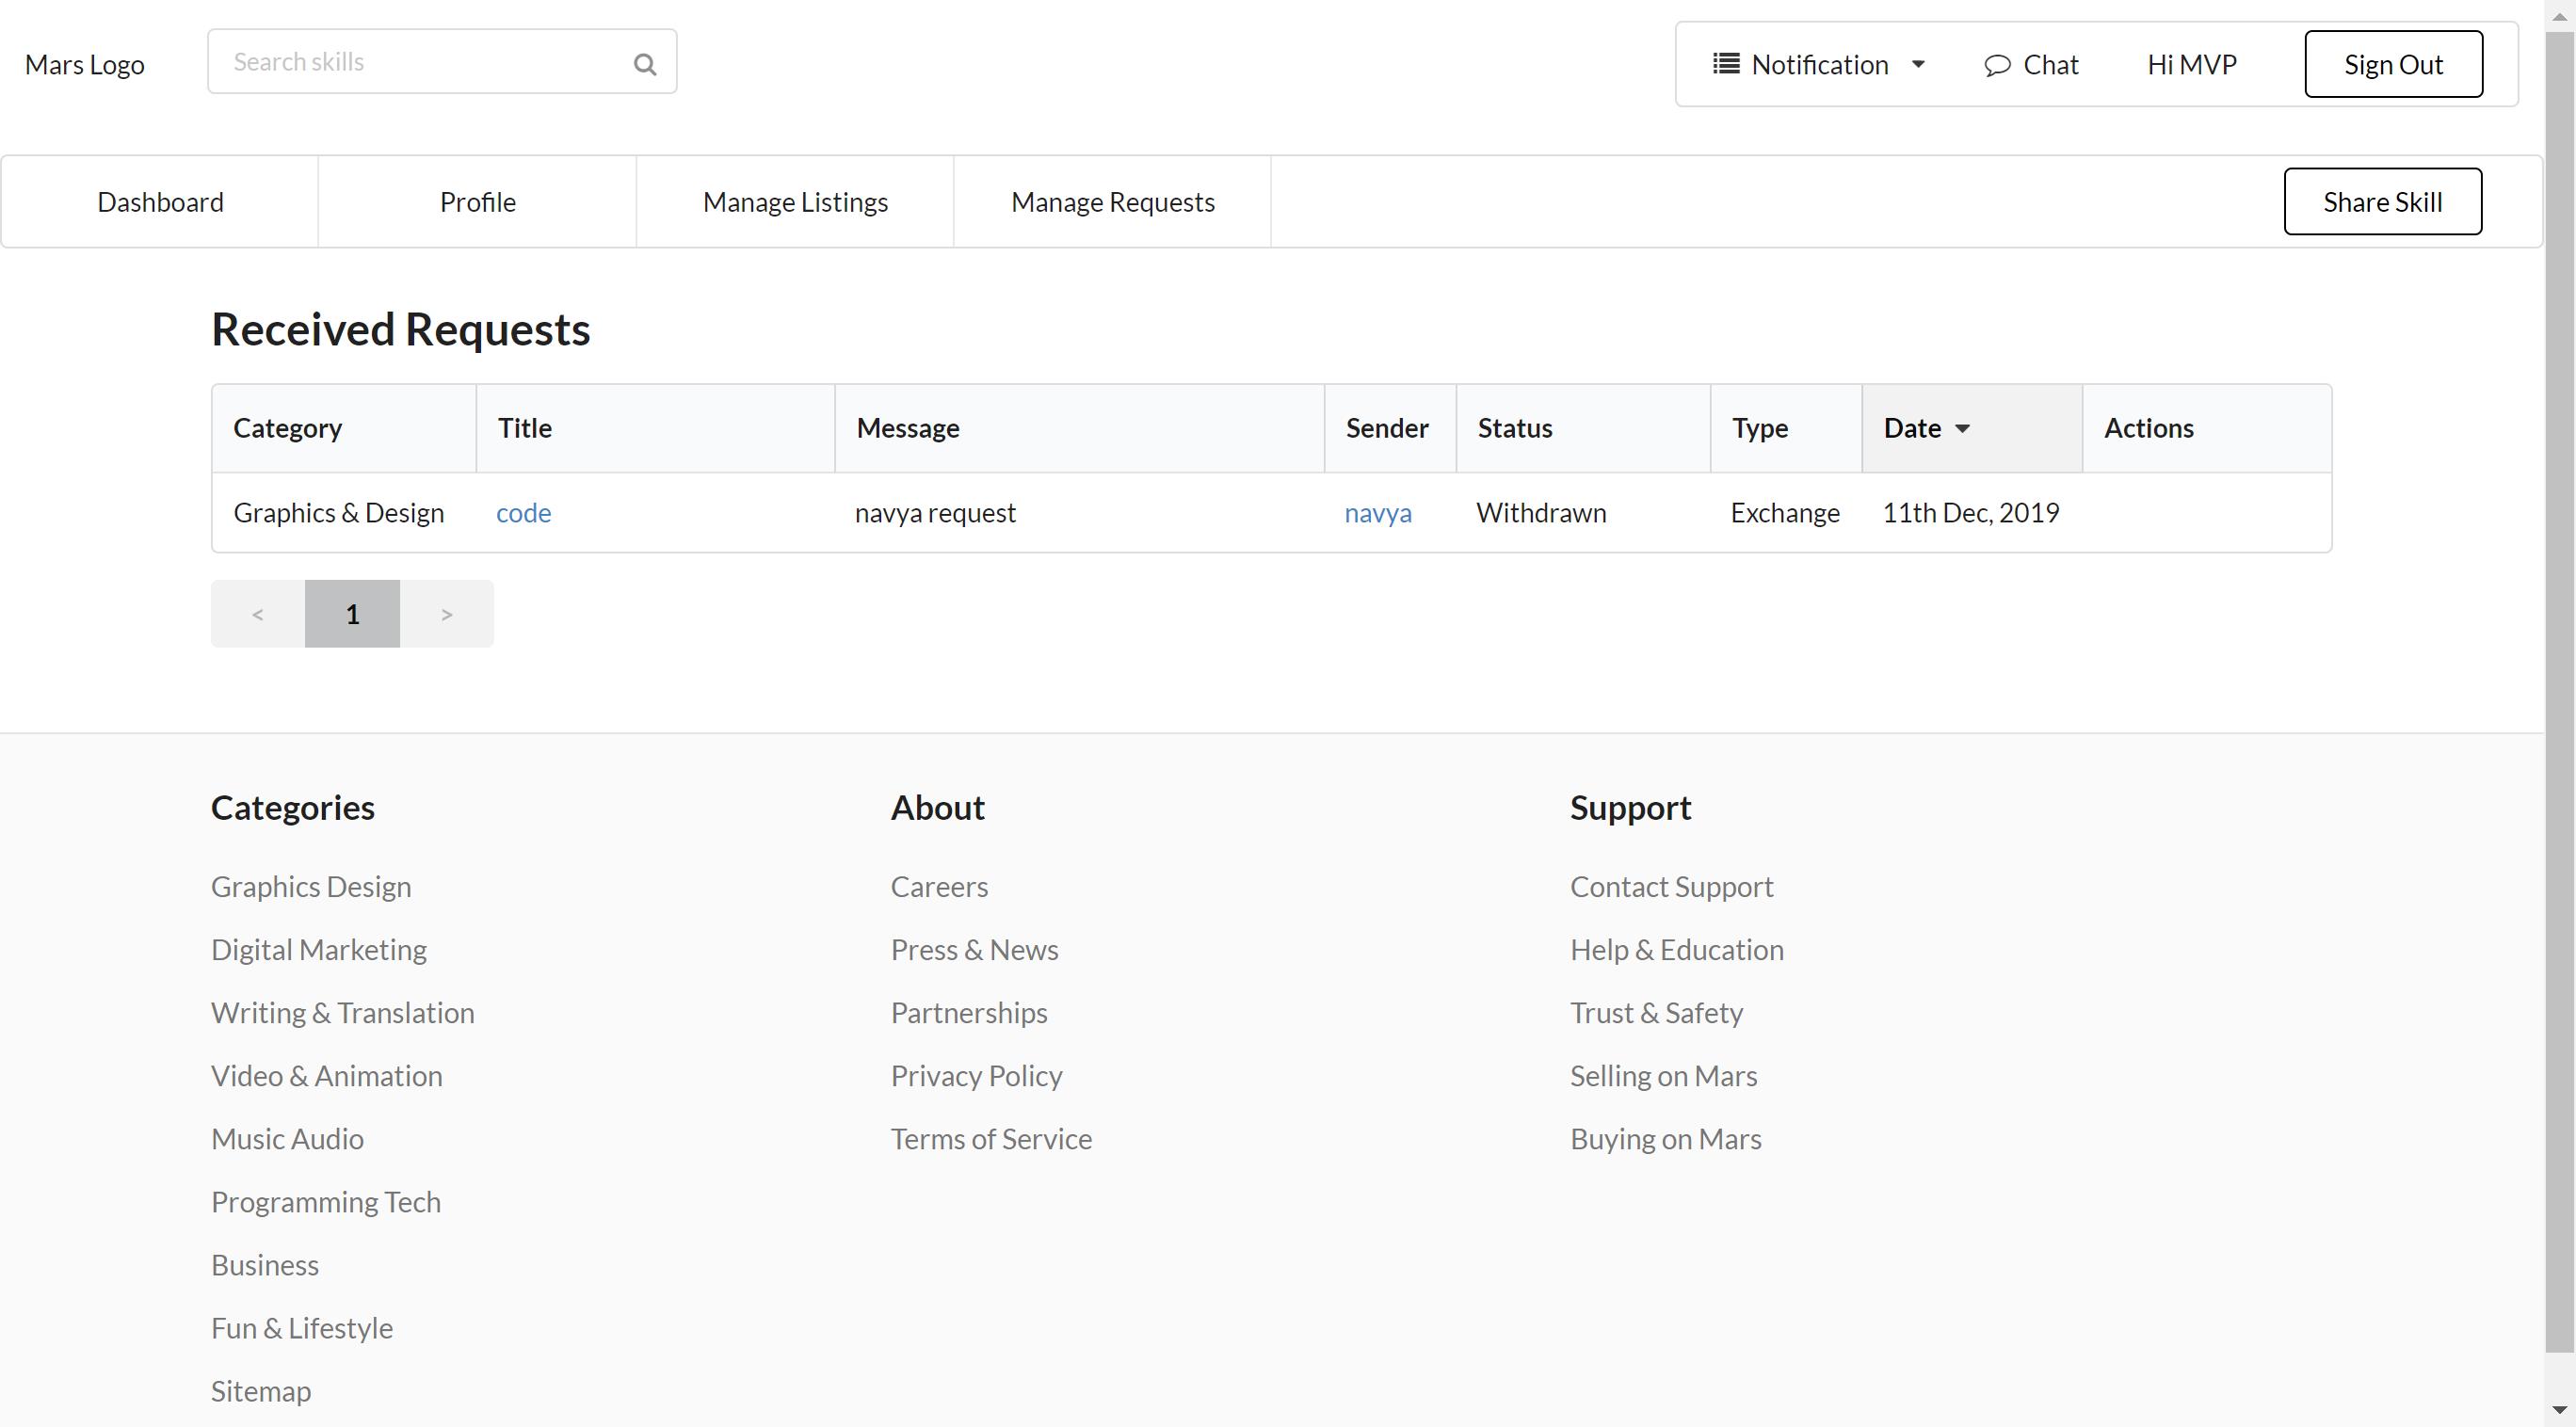 Mars Logo
Search skills
Notification Chat Hi MVP Sign Out
Dashboard Profile Manage Listings Manage Requests Share Skill
Received Requests
Category Title Message Sender Status Type Date Actions
Graphics & Design code navya request navya Withdrawn Exchange 11th Dec, 2019
< 1 >
Categories
Graphics Design
Digital Marketing
Writing & Translation
Video & Animation
Music Audio
Programming Tech
Business
Fun & Lifestyle
Sitemap
About
Careers
Press & News
Partnerships
Privacy Policy
Terms of Service
Support
Contact Support
Help & Education
Trust & Safety
Selling on Mars
Buying on Mars